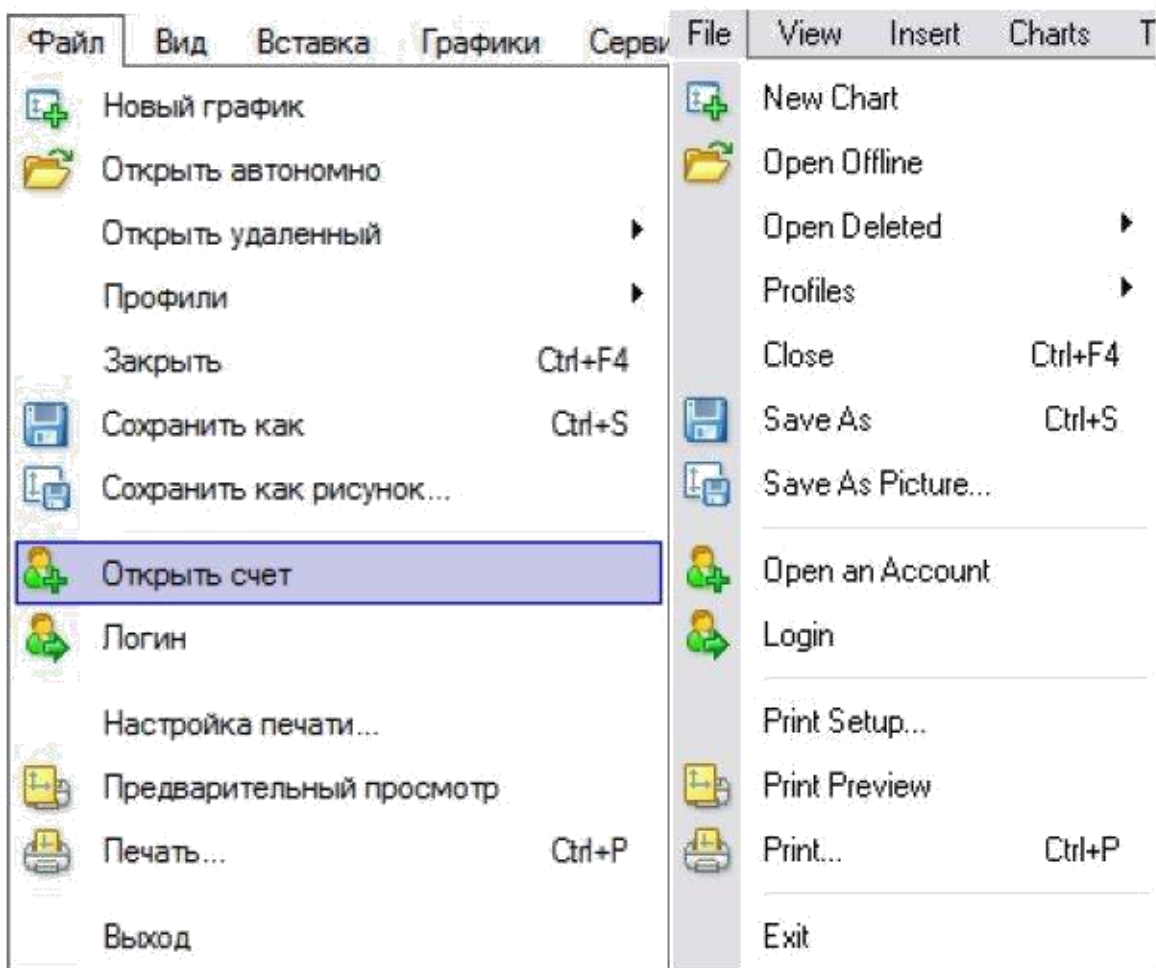 Файл Вид Вставка Графики Серви
Новый график
Открыть автономно
Открыть удаленный
Профили
Закрыть Ctrl+F4
Сохранить как Ctrl+S
Сохранить как рисунок...
Открыть счет
Логин
Настройка печати...
Предварительный просмотр
Печать... Ctrl+P
Выход
File View Insert Charts T
New Chart
Open Offline
Open Deleted
Profiles
Close Ctrl+F4
Save As Ctrl+S
Save As Picture...
Open an Account
Login
Print Setup...
Print Preview
Print... Ctrl+P
Exit